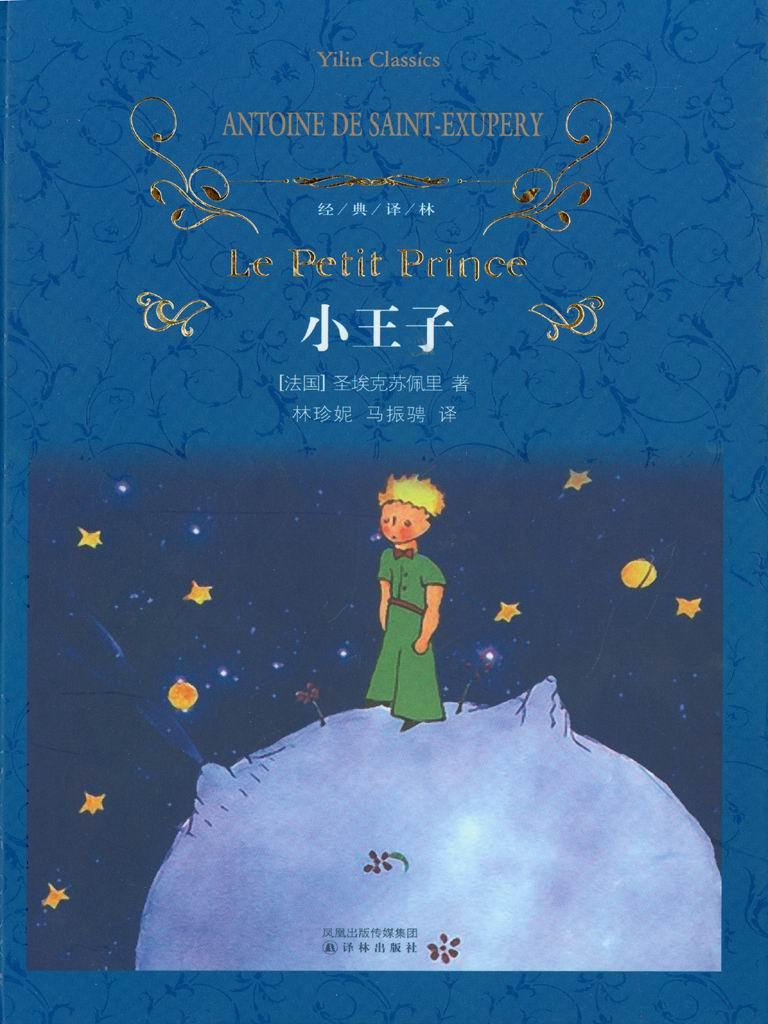 Yilin Classics
ANTOINE DE SAINT-EXUPERY
经/典/译/林
Le Petit Prince
小王子
[法国] 圣埃克苏佩里 著
林珍妮 马振骋 译
凤凰出版传媒集团
译林出版社